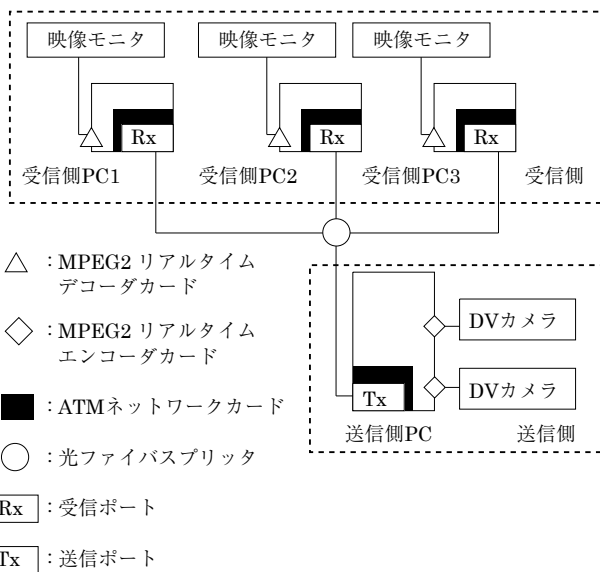 映像モニタ 映像モニタ 映像モニタ
Rx Rx Rx
受信側PC1 受信側PC2 受信側PC3 受信側
:MPEG2 リアルタイム
デコーダカード
:MPEG2 リアルタイム
エンコーダカード
:ATMネットワークカード
:光ファイバスプリッタ
Rx :受信ポート
Tx :送信ポート
DVカメラ
DVカメラ
Tx
送信側PC 送信側